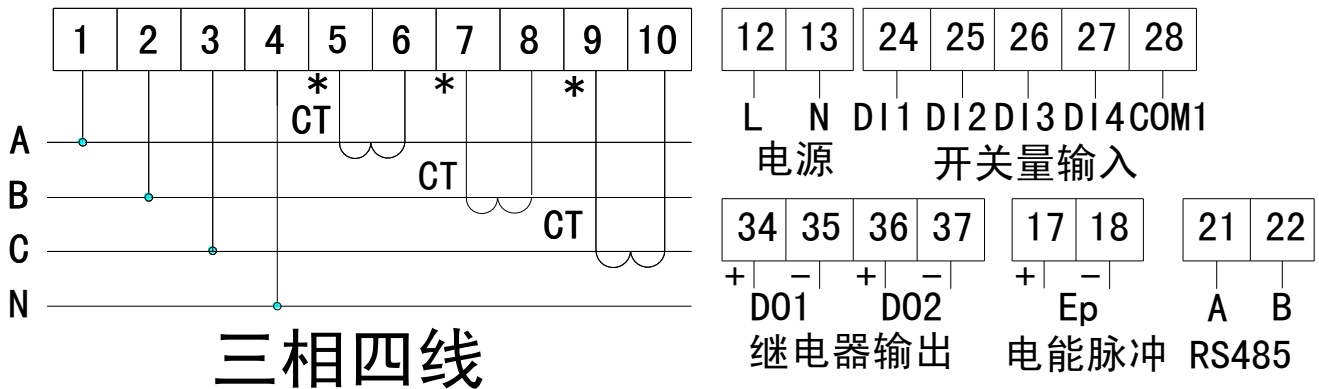 1 2 3 4 5 6 7 8 9 10
* * *
CT
A
CT
B
CT
C
N
三相四线
12 13
L N
电源
24 25 26 27 28
DI1 DI2 DI3 DI4 COM1
开关量输入
34 35 36 37
+ - + -
DO1 DO2
继电器输出
17 18
+ -
Ep
电能脉冲
21 22
A B
RS485